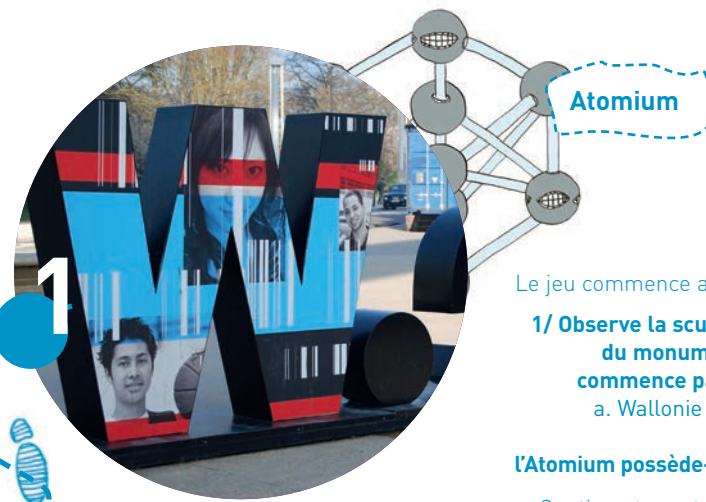 Atomium
W.
1
Le jeu commence a
1/ Observe la scu
du monum
commence pa
a. Wallonie
l'Atomium possède-